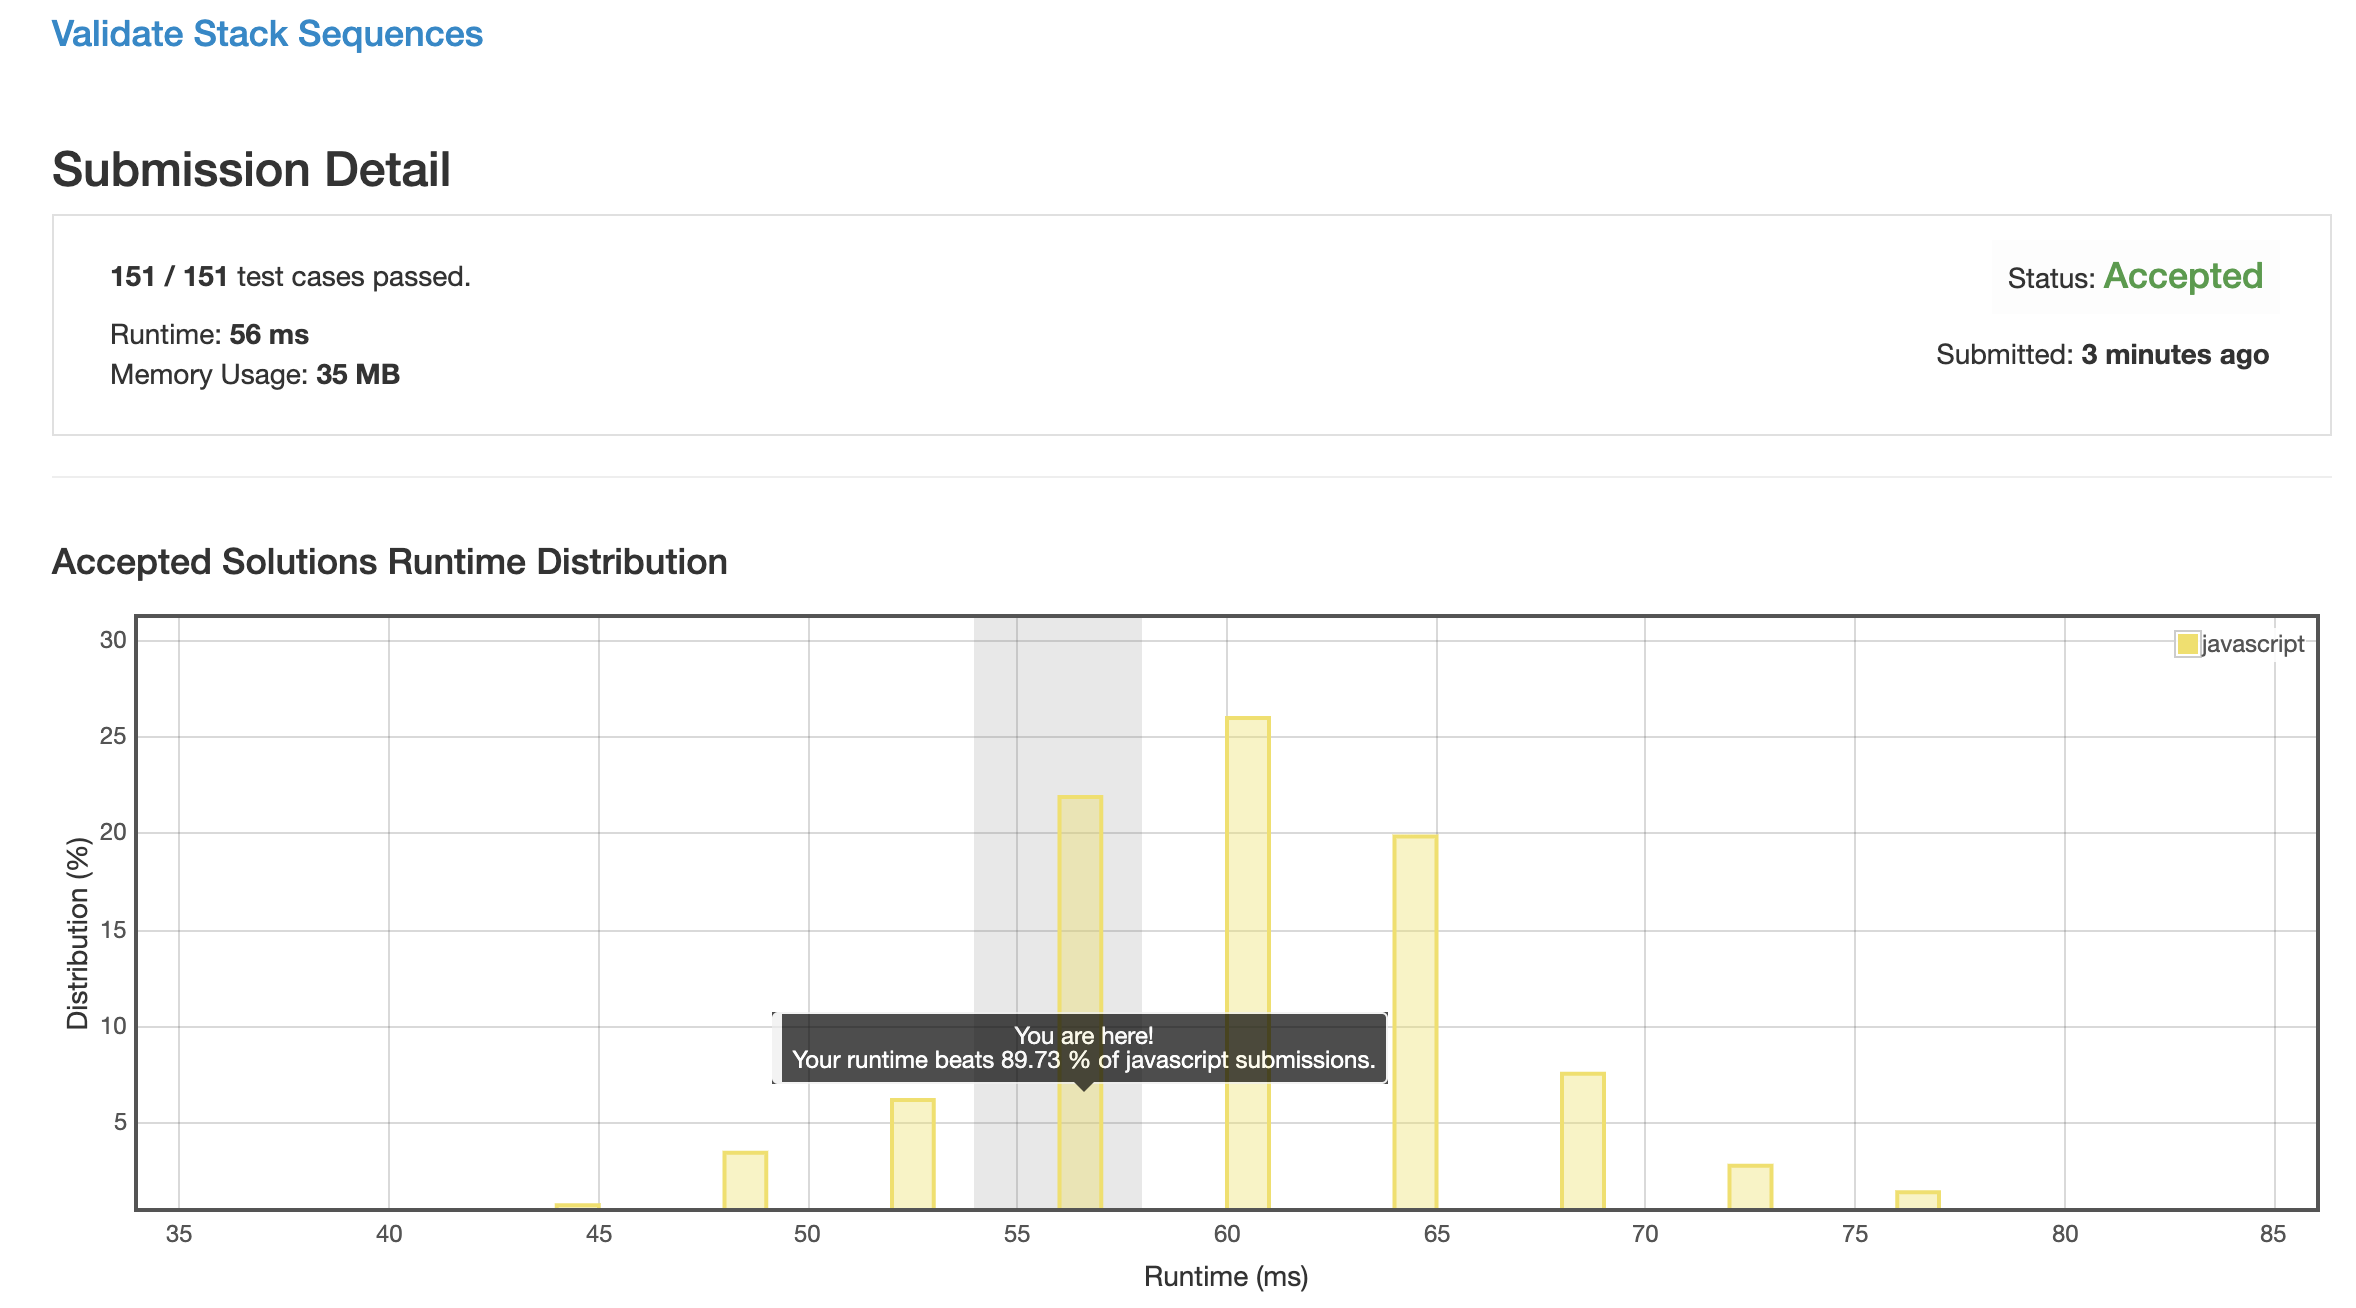 Validate Stack Sequences
Submission Detail
151 / 151 test cases passed.
Status: Accepted
Runtime: 56 ms
Memory Usage: 35 MB
Submitted: 3 minutes ago
Accepted Solutions Runtime Distribution
javascript
30
25
20
15
10
5
Distribution (%)
You are here!
Your runtime beats 89.73 % of javascript submissions.
35 40 45 50 55 60 65 70 75 80 85
Runtime (ms)